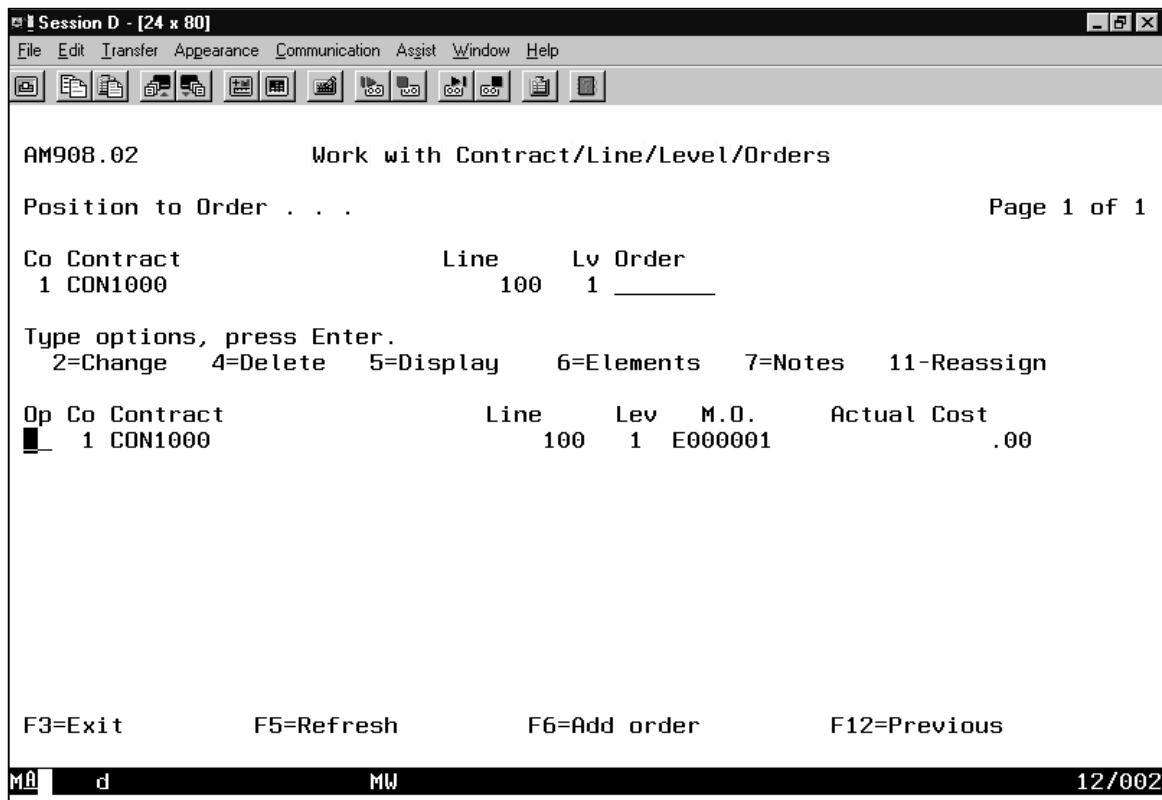 Session D - [24 x 80]
File Edit Transfer Appearance Communication Assist Window Help
AM908.02 Work with Contract/Line/Level/Orders
Position to Order . . . Page 1 of 1
Co Contract Line Lv Order
1 CON1000 100 1 ________
Type options, press Enter.
2=Change 4=Delete 5=Display 6=Elements 7=Notes 11-Reassign
Op Co Contract Line Lev M.O. Actual Cost
1 CON1000 100 1 E000001 .00
F3=Exit F5=Refresh F6=Add order F12=Previous
MA d MW 12/002